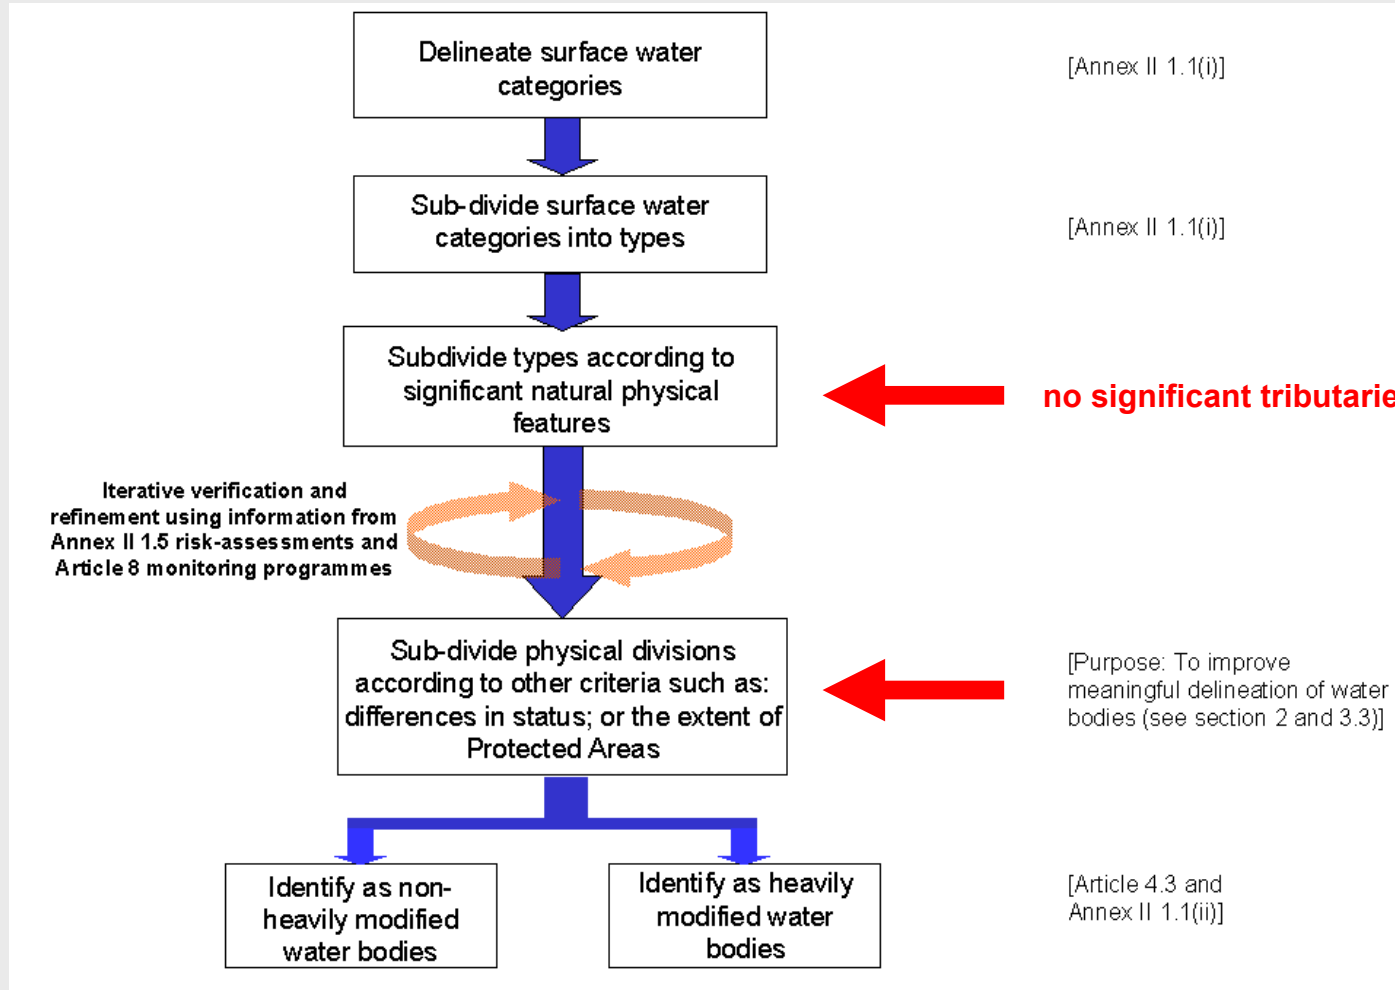 Delineate surface water
categories
[Annex II 1.1(i)]
Sub-divide surface water
categories into types
[Annex II 1.1(i)]
Subdivide types according to
significant natural physical
features
no significant tributarie
Iterative verification and
refinement using information from
Annex II 1.5 risk-assessments and
Article 8 monitoring programmes
Sub-divide physical divisions
according to other criteria such as:
differences in status; or the extent of
Protected Areas
[Purpose: To improve
meaningful delineation of water
bodies (see section 2 and 3.3)]
Identify as non-
heavily modified
water bodies
Identify as heavily
modified water
bodies
[Article 4.3 and
Annex II 1.1(ii)]